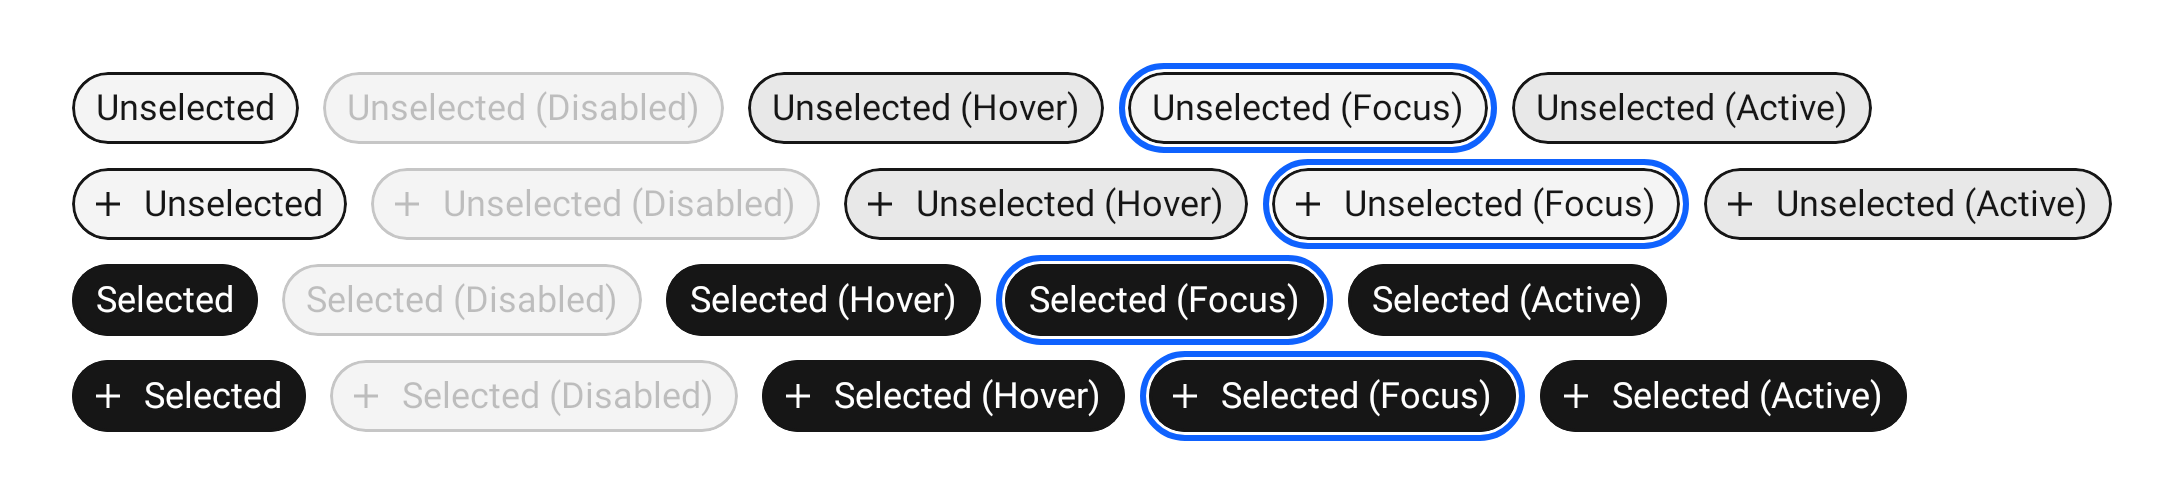 Unselected Unselected (Disabled) Unselected (Hover) Unselected (Focus) Unselected (Active)
+ Unselected + Unselected (Disabled) + Unselected (Hover) + Unselected (Focus) + Unselected (Active)
Selected Selected (Disabled) Selected (Hover) Selected (Focus) Selected (Active)
+ Selected + Selected (Disabled) + Selected (Hover) + Selected (Focus) + Selected (Active)